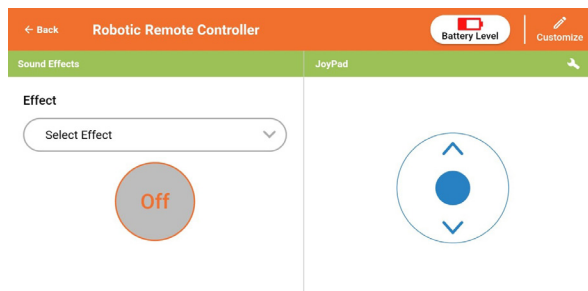 Back
Robotic Remote Controller
Battery Level
Customize
Sound Effects
JoyPad
Effect
Select Effect
Off